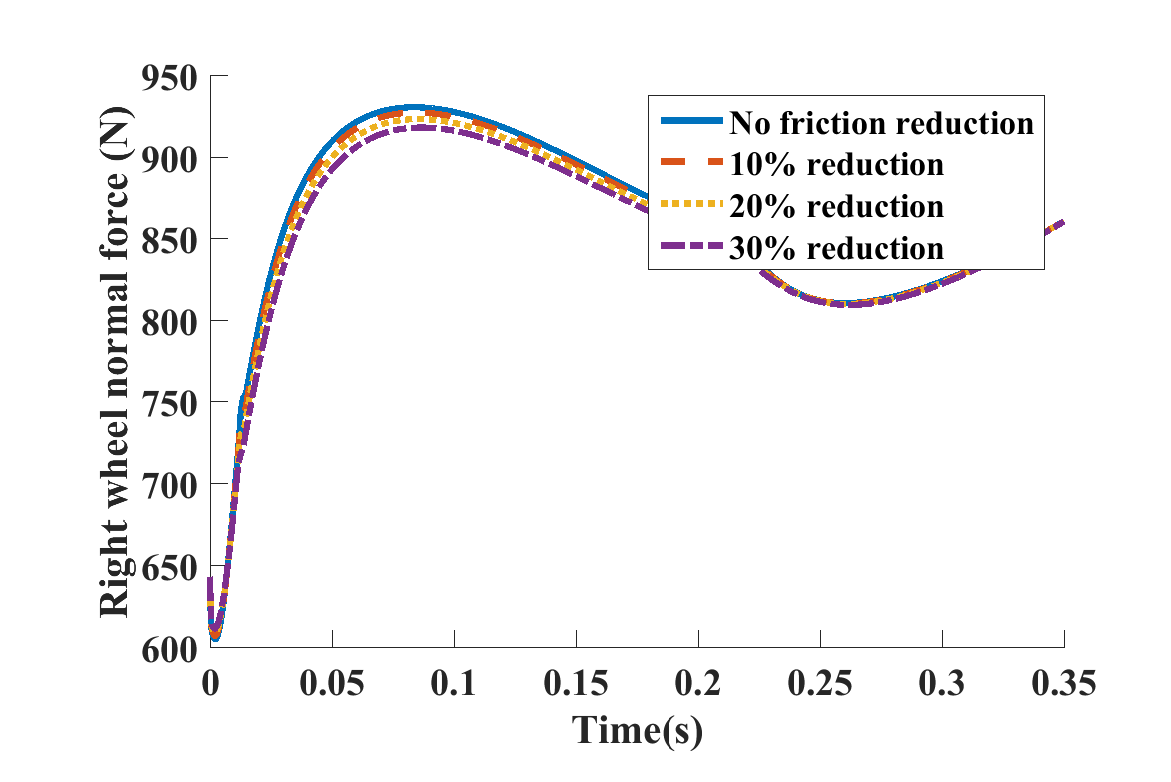 Right wheel normal force (N)
950
900
850
800
750
700
650
600
0 0.05 0.1 0.15 0.2 0.25 0.3 0.35
Time(s)
No friction reduction
10% reduction
20% reduction
30% reduction